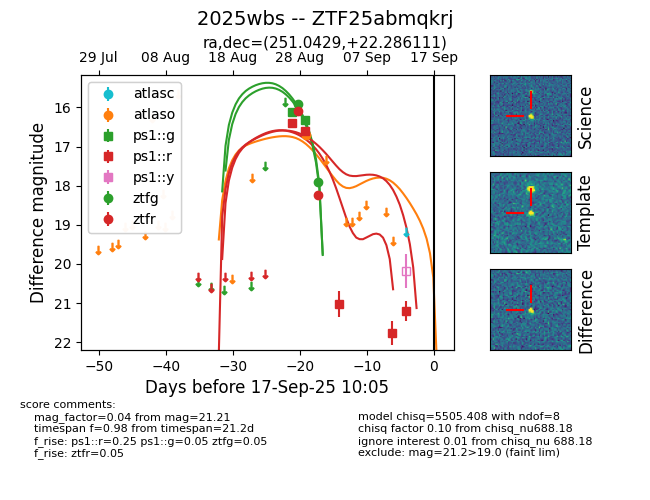 2025wbs -- ZTF25abmqkrj
ra,dec=(251.0429,+22.286111)
29 Jul 08 Aug 18 Aug 28 Aug 07 Sep 17 Sep
Difference magnitude
16
17
18
19
20
21
22
atlasc
atlaso
ps1::g
ps1::r
ps1::y
ztfg
ztfr
−50 −40 −30 −20 −10 0
Days before 17-Sep-25 10:05
Science
Template
Difference
score comments:
mag_factor=0.04 from mag=21.21
timespan f=0.98 from timespan=21.2d
f_rise: ps1::r=0.25 ps1::g=0.05 ztfg=0.05
f_rise: ztfr=0.05
model chisq=5505.408 with ndof=8
chisq factor 0.10 from chisq_nu688.18
ignore interest 0.01 from chisq_nu 688.18
exclude: mag=21.2>19.0 (faint lim)